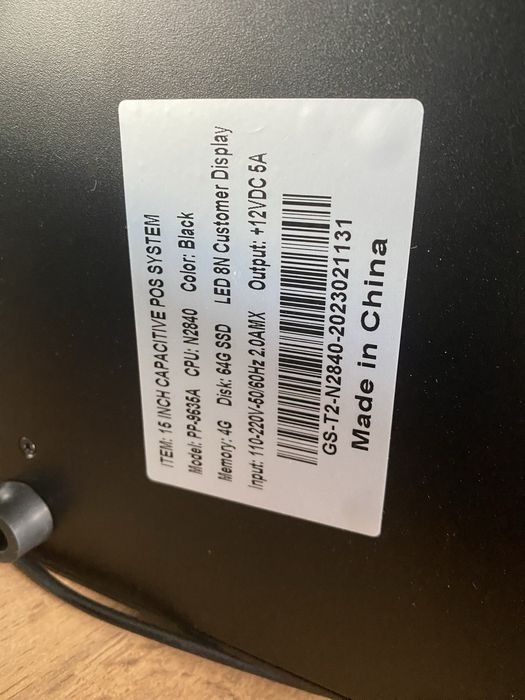 ITEM: 15 INCH CAPACITIVE POS SYSTEM
Model: PP-9635A CPU: N2840 Color: Black
Memory: 4G Disk: 64G SSD LED 8N Customer Display
Input: 110-220V-50/60Hz 2.0AMX Output: +12VDC 5A
GS-T2-N2840-2023021131
Made in China